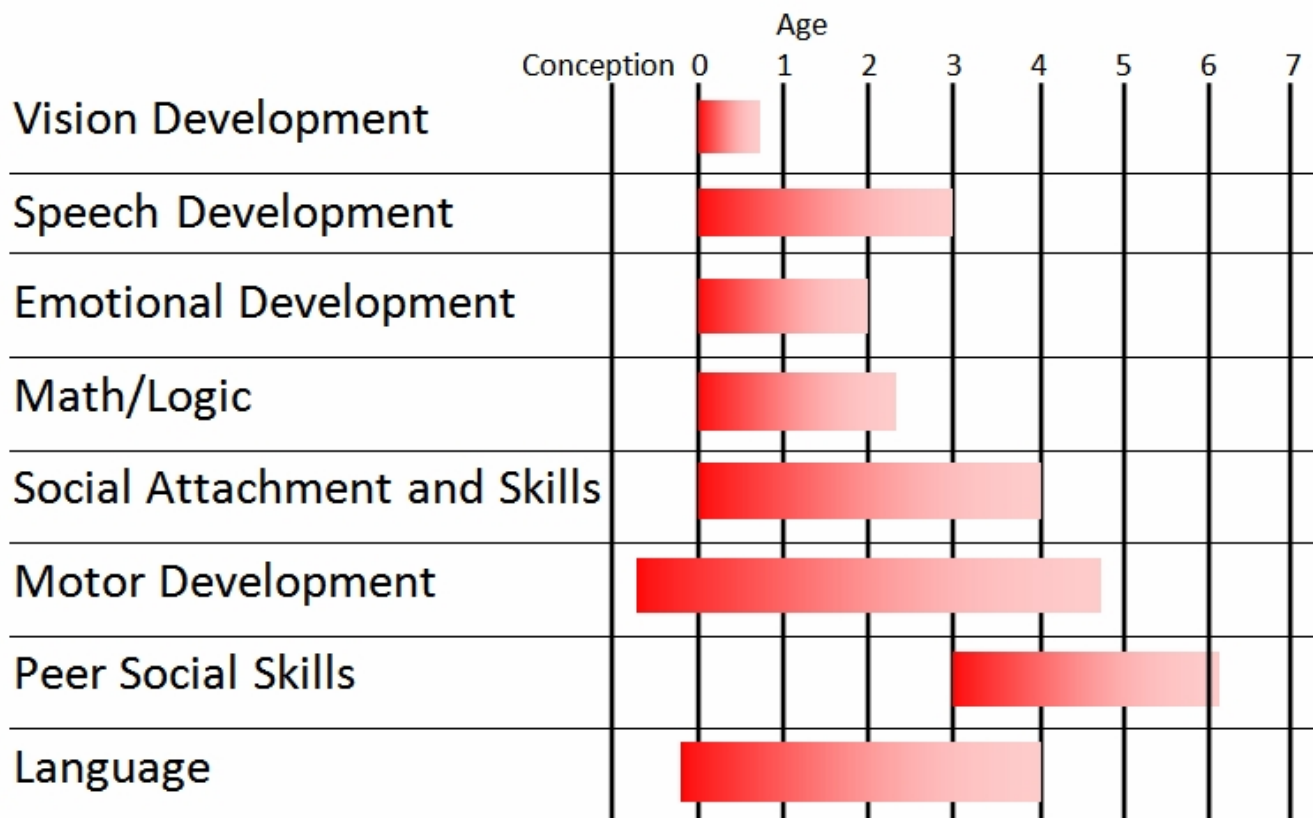 Age
Conception 0 1 2 3 4 5 6 7
Vision Development
Speech Development
Emotional Development
Math/Logic
Social Attachment and Skills
Motor Development
Peer Social Skills
Language